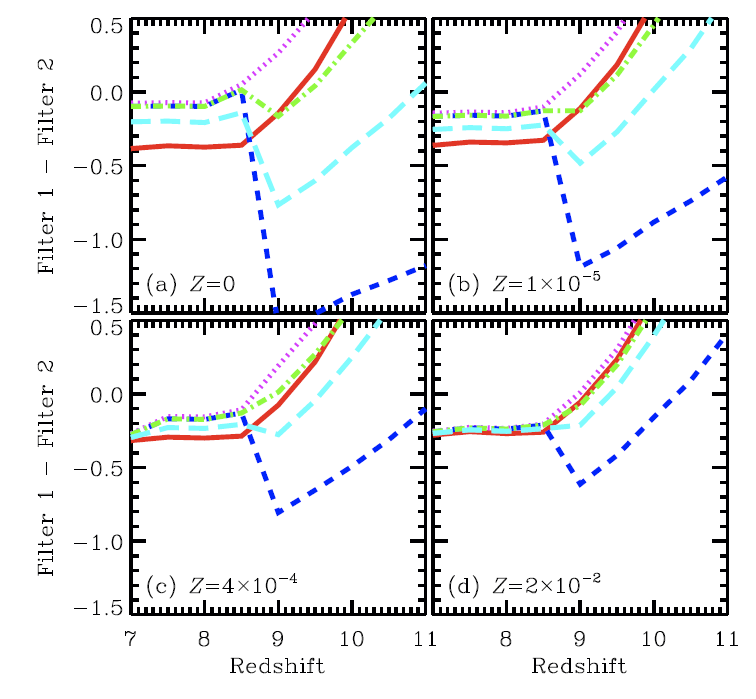 0.5
0.0
−0.5
−1.0
−1.5
Filter 1 − Filter 2
(a) Z=0
(b) Z=1×10⁻⁵
0.5
0.0
−0.5
−1.0
−1.5
Filter 1 − Filter 2
(c) Z=4×10⁻⁴
(d) Z=2×10⁻²
7 8 9 10 11 8 9 10 11
Redshift Redshift